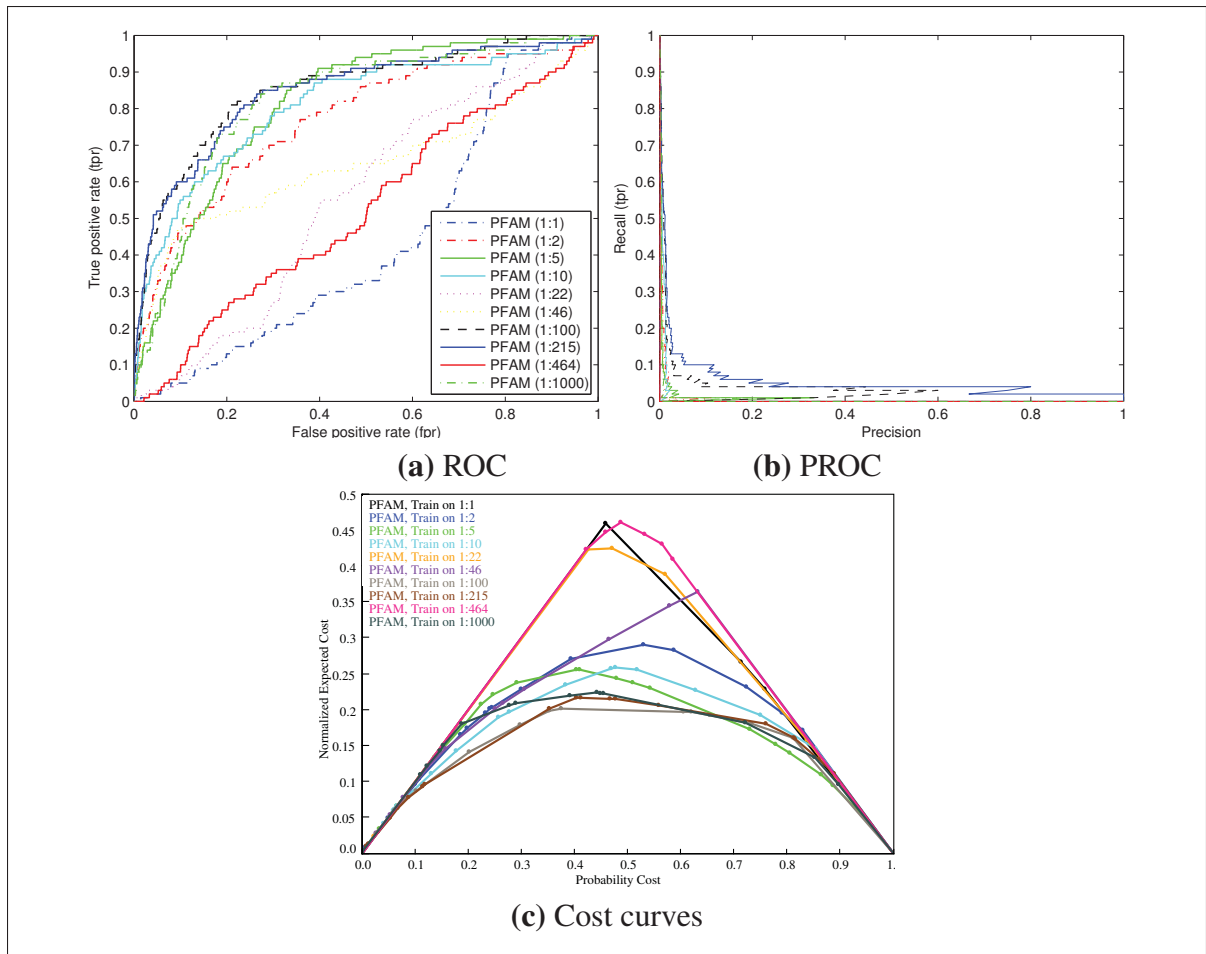 1
0.9
0.8
0.7
0.6
0.5
0.4
0.3
0.2
0.1
0
True positive rate (tpr)
0
0.2
0.4
0.6
0.8
1
False positive rate (fpr)
PFAM (1:1)
PFAM (1:2)
PFAM (1:5)
PFAM (1:10)
PFAM (1:22)
PFAM (1:46)
PFAM (1:100)
PFAM (1:215)
PFAM (1:464)
PFAM (1:1000)
(a) ROC
1
0.9
0.8
0.7
0.6
0.5
0.4
0.3
0.2
0.1
0
Recall (tpr)
0
0.2
0.4
0.6
0.8
1
Precision
(b) PROC
0.5
0.45
0.4
0.35
0.3
0.25
0.2
0.15
0.1
0.05
0.0
Normalized Expected Cost
PFAM, Train on 1:1
PFAM, Train on 1:2
PFAM, Train on 1:5
PFAM, Train on 1:10
PFAM, Train on 1:22
PFAM, Train on 1:46
PFAM, Train on 1:100
PFAM, Train on 1:215
PFAM, Train on 1:464
PFAM, Train on 1:1000
0.0
0.1
0.2
0.3
0.4
0.5
0.6
0.7
0.8
0.9
1.
Probability Cost
(c) Cost curves